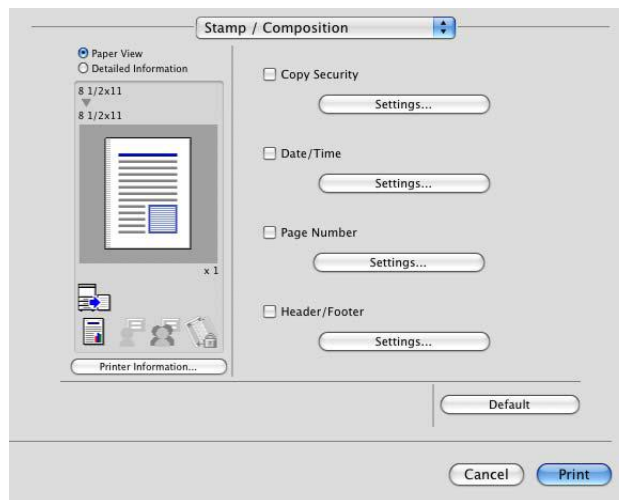 Stamp / Composition
Paper View
Detailed Information
8 1/2x11
8 1/2x11
x 1
Printer Information...
Copy Security
Settings...
Date/Time
Settings...
Page Number
Settings...
Header/Footer
Settings...
Default
Cancel
Print